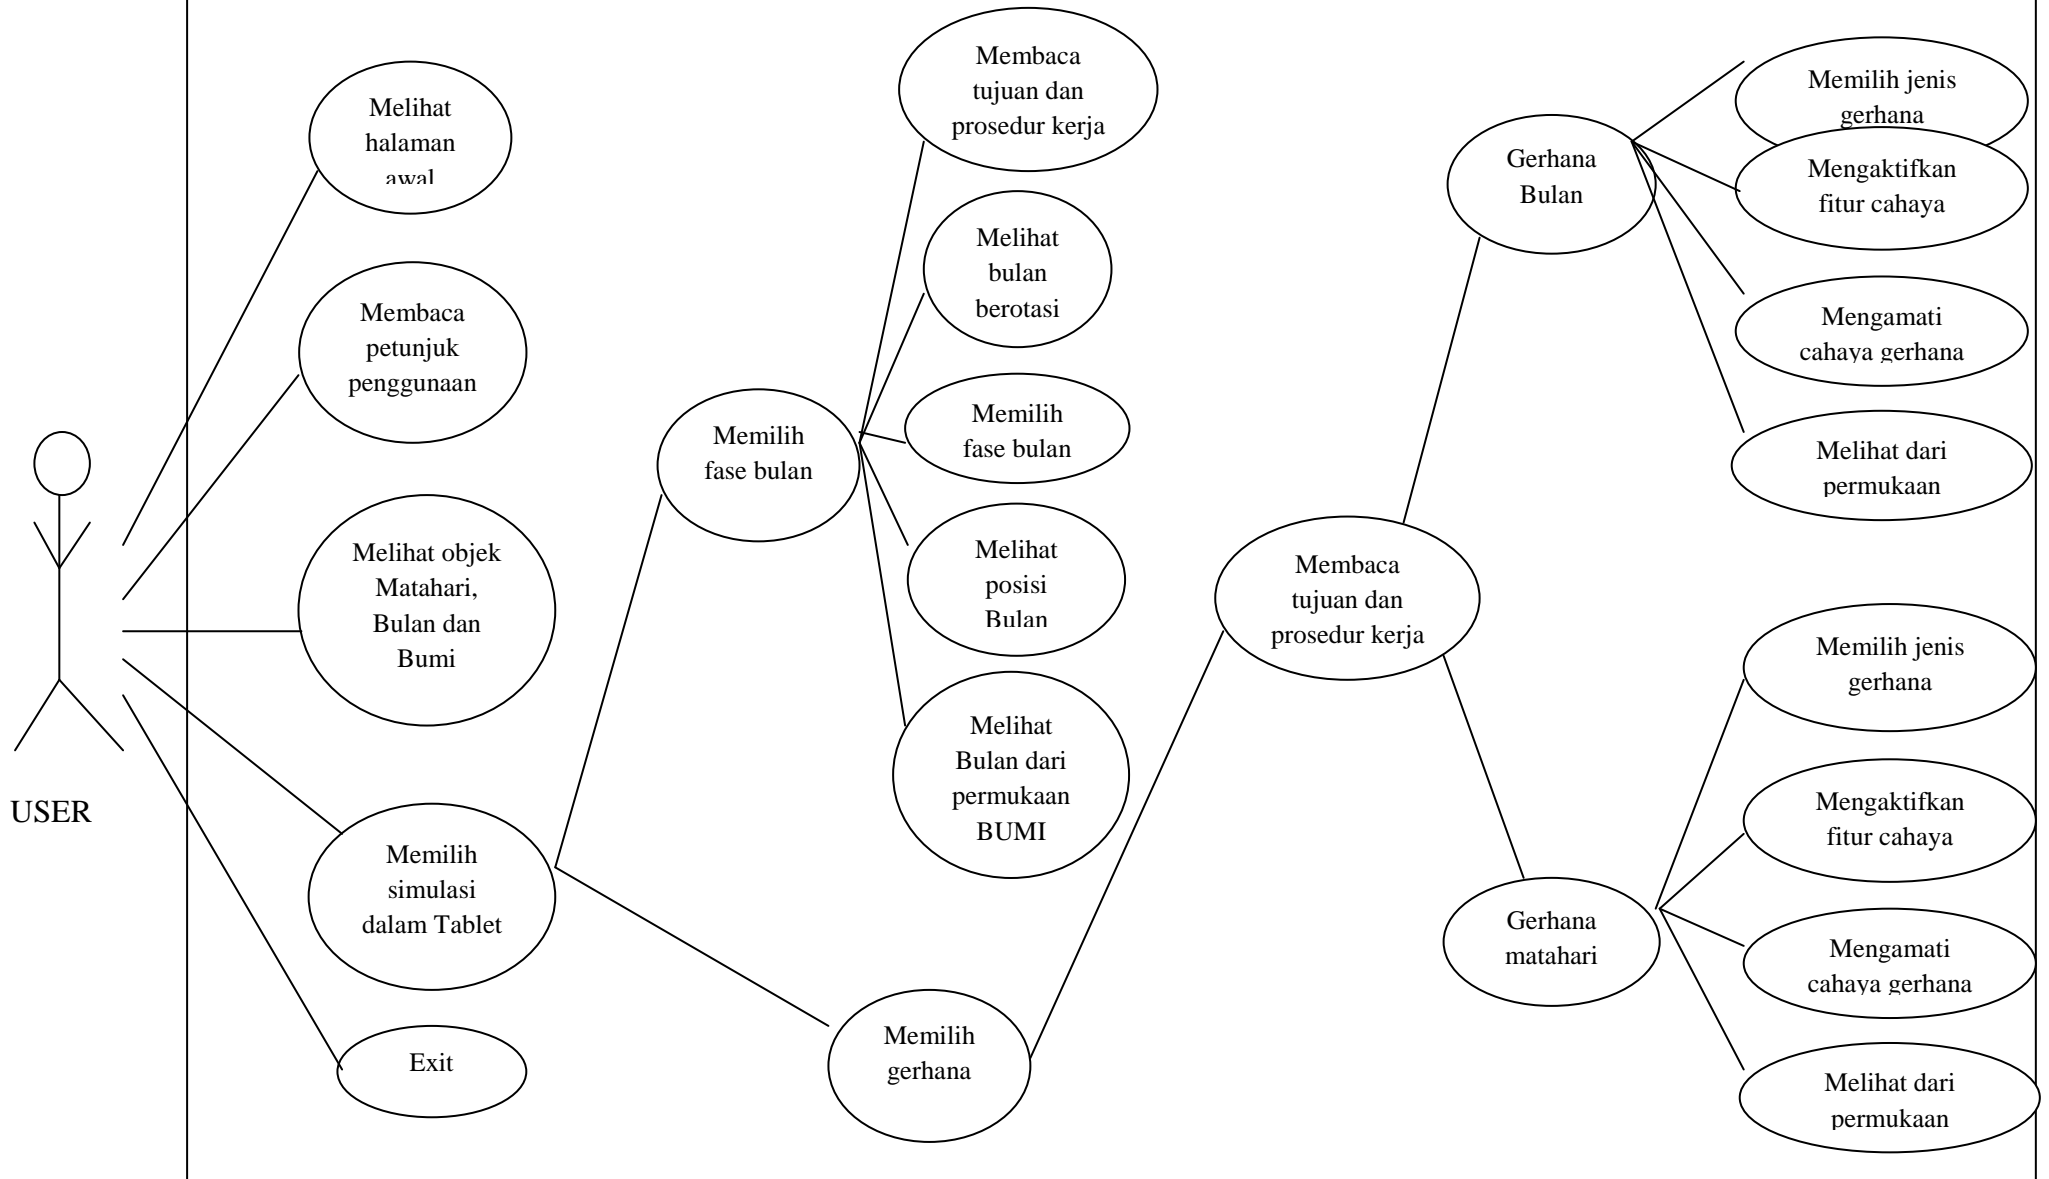 USER
Melihat
halaman
awal
Membaca
petunjuk
penggunaan
Melihat objek
Matahari,
Bulan dan
Bumi
Memilih
simulasi
dalam Tablet
Exit
Memilih
fase bulan
Memilih
gerhana
Membaca
tujuan dan
prosedur kerja
Melihat
bulan
berotasi
Memilih
fase bulan
Melihat
posisi
Bulan
Melihat
Bulan dari
permukaan
BUMI
Membaca
tujuan dan
prosedur kerja
Gerhana
Bulan
Memilih jenis
gerhana
Mengaktifkan
fitur cahaya
Mengamati
cahaya gerhana
Melihat dari
permukaan
Gerhana
matahari
Memilih jenis
gerhana
Mengaktifkan
fitur cahaya
Mengamati
cahaya gerhana
Melihat dari
permukaan